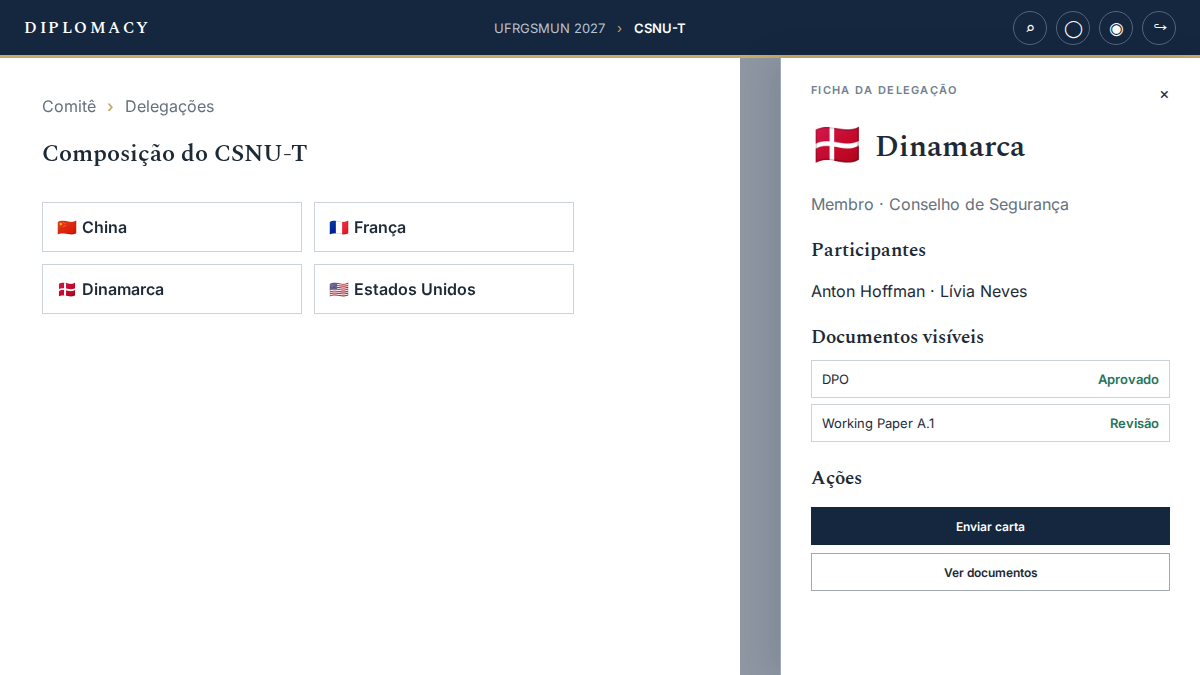 DIPLOMACY
UFRGSMUN 2027 › CSNU-T
Comitê › Delegações
Composição do CSNU-T
China
França
Dinamarca
Estados Unidos
FICHA DA DELEGAÇÃO ×
Dinamarca
Membro · Conselho de Segurança
Participantes
Anton Hoffman · Lívia Neves
Documentos visíveis
DPO Aprovado
Working Paper A.1 Revisão
Ações
Enviar carta
Ver documentos